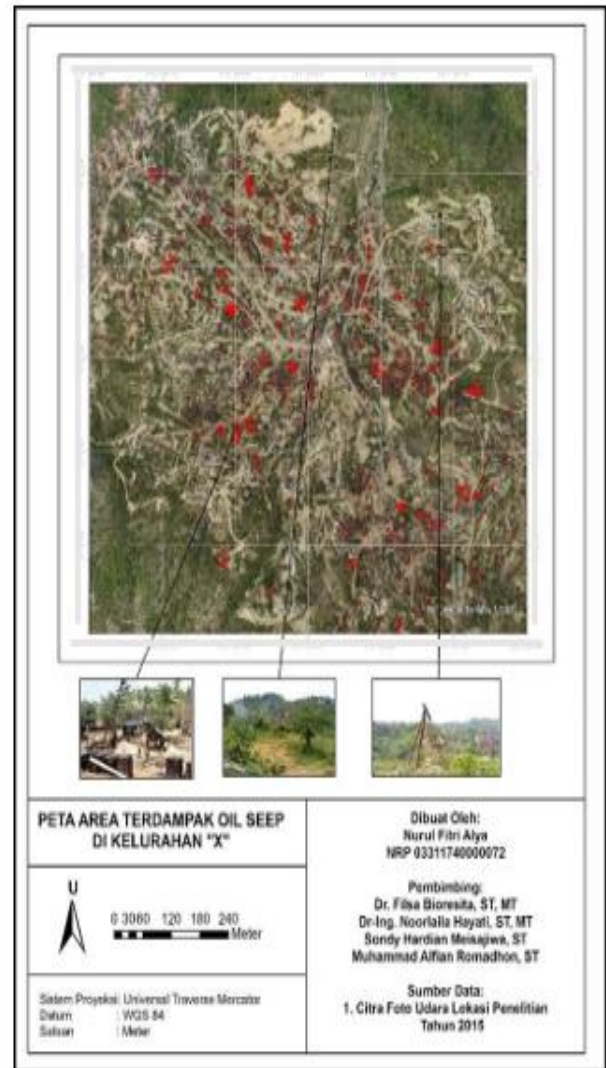 PETA AREA TERDAMPAK OIL SEEP
DI KELURAHAN "X"
U
0 3060 120 180 240
Meter
Sistem Proyeksi: Universal Traverse Mercator
Datum : WGS 84
Satuan : Meter
Dibuat Oleh:
Nurul Fitri Alya
NRP 03311740000072
Pembimbing:
Dr. Filsa Bioresita, ST, MT
Dr-Ing. Noorlaila Hayati, ST, MT
Sondy Hardian Meisajiwa, ST
Muhammad Alfian Romadhon, ST
Sumber Data:
1. Citra Foto Udara Lokasi Penelitian
Tahun 2015